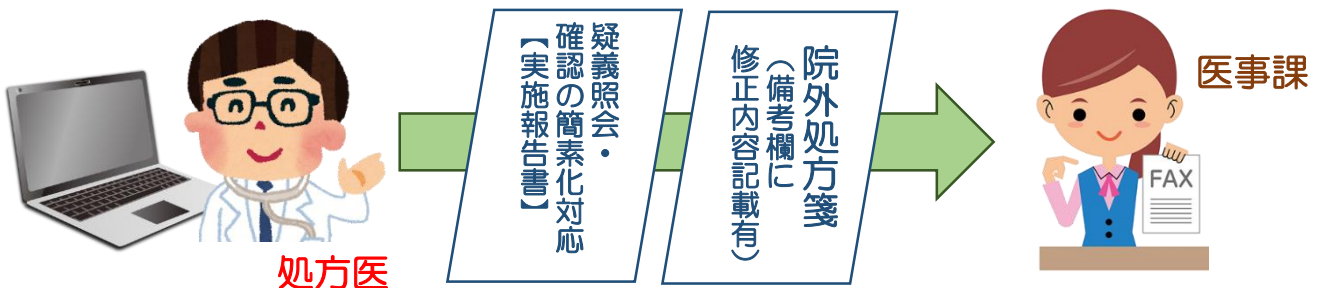 処方医
疑義照会・
確認の簡素化対応
【実施報告書】
院外処方箋
（備考欄に
修正内容記載有）
医事課
FAX